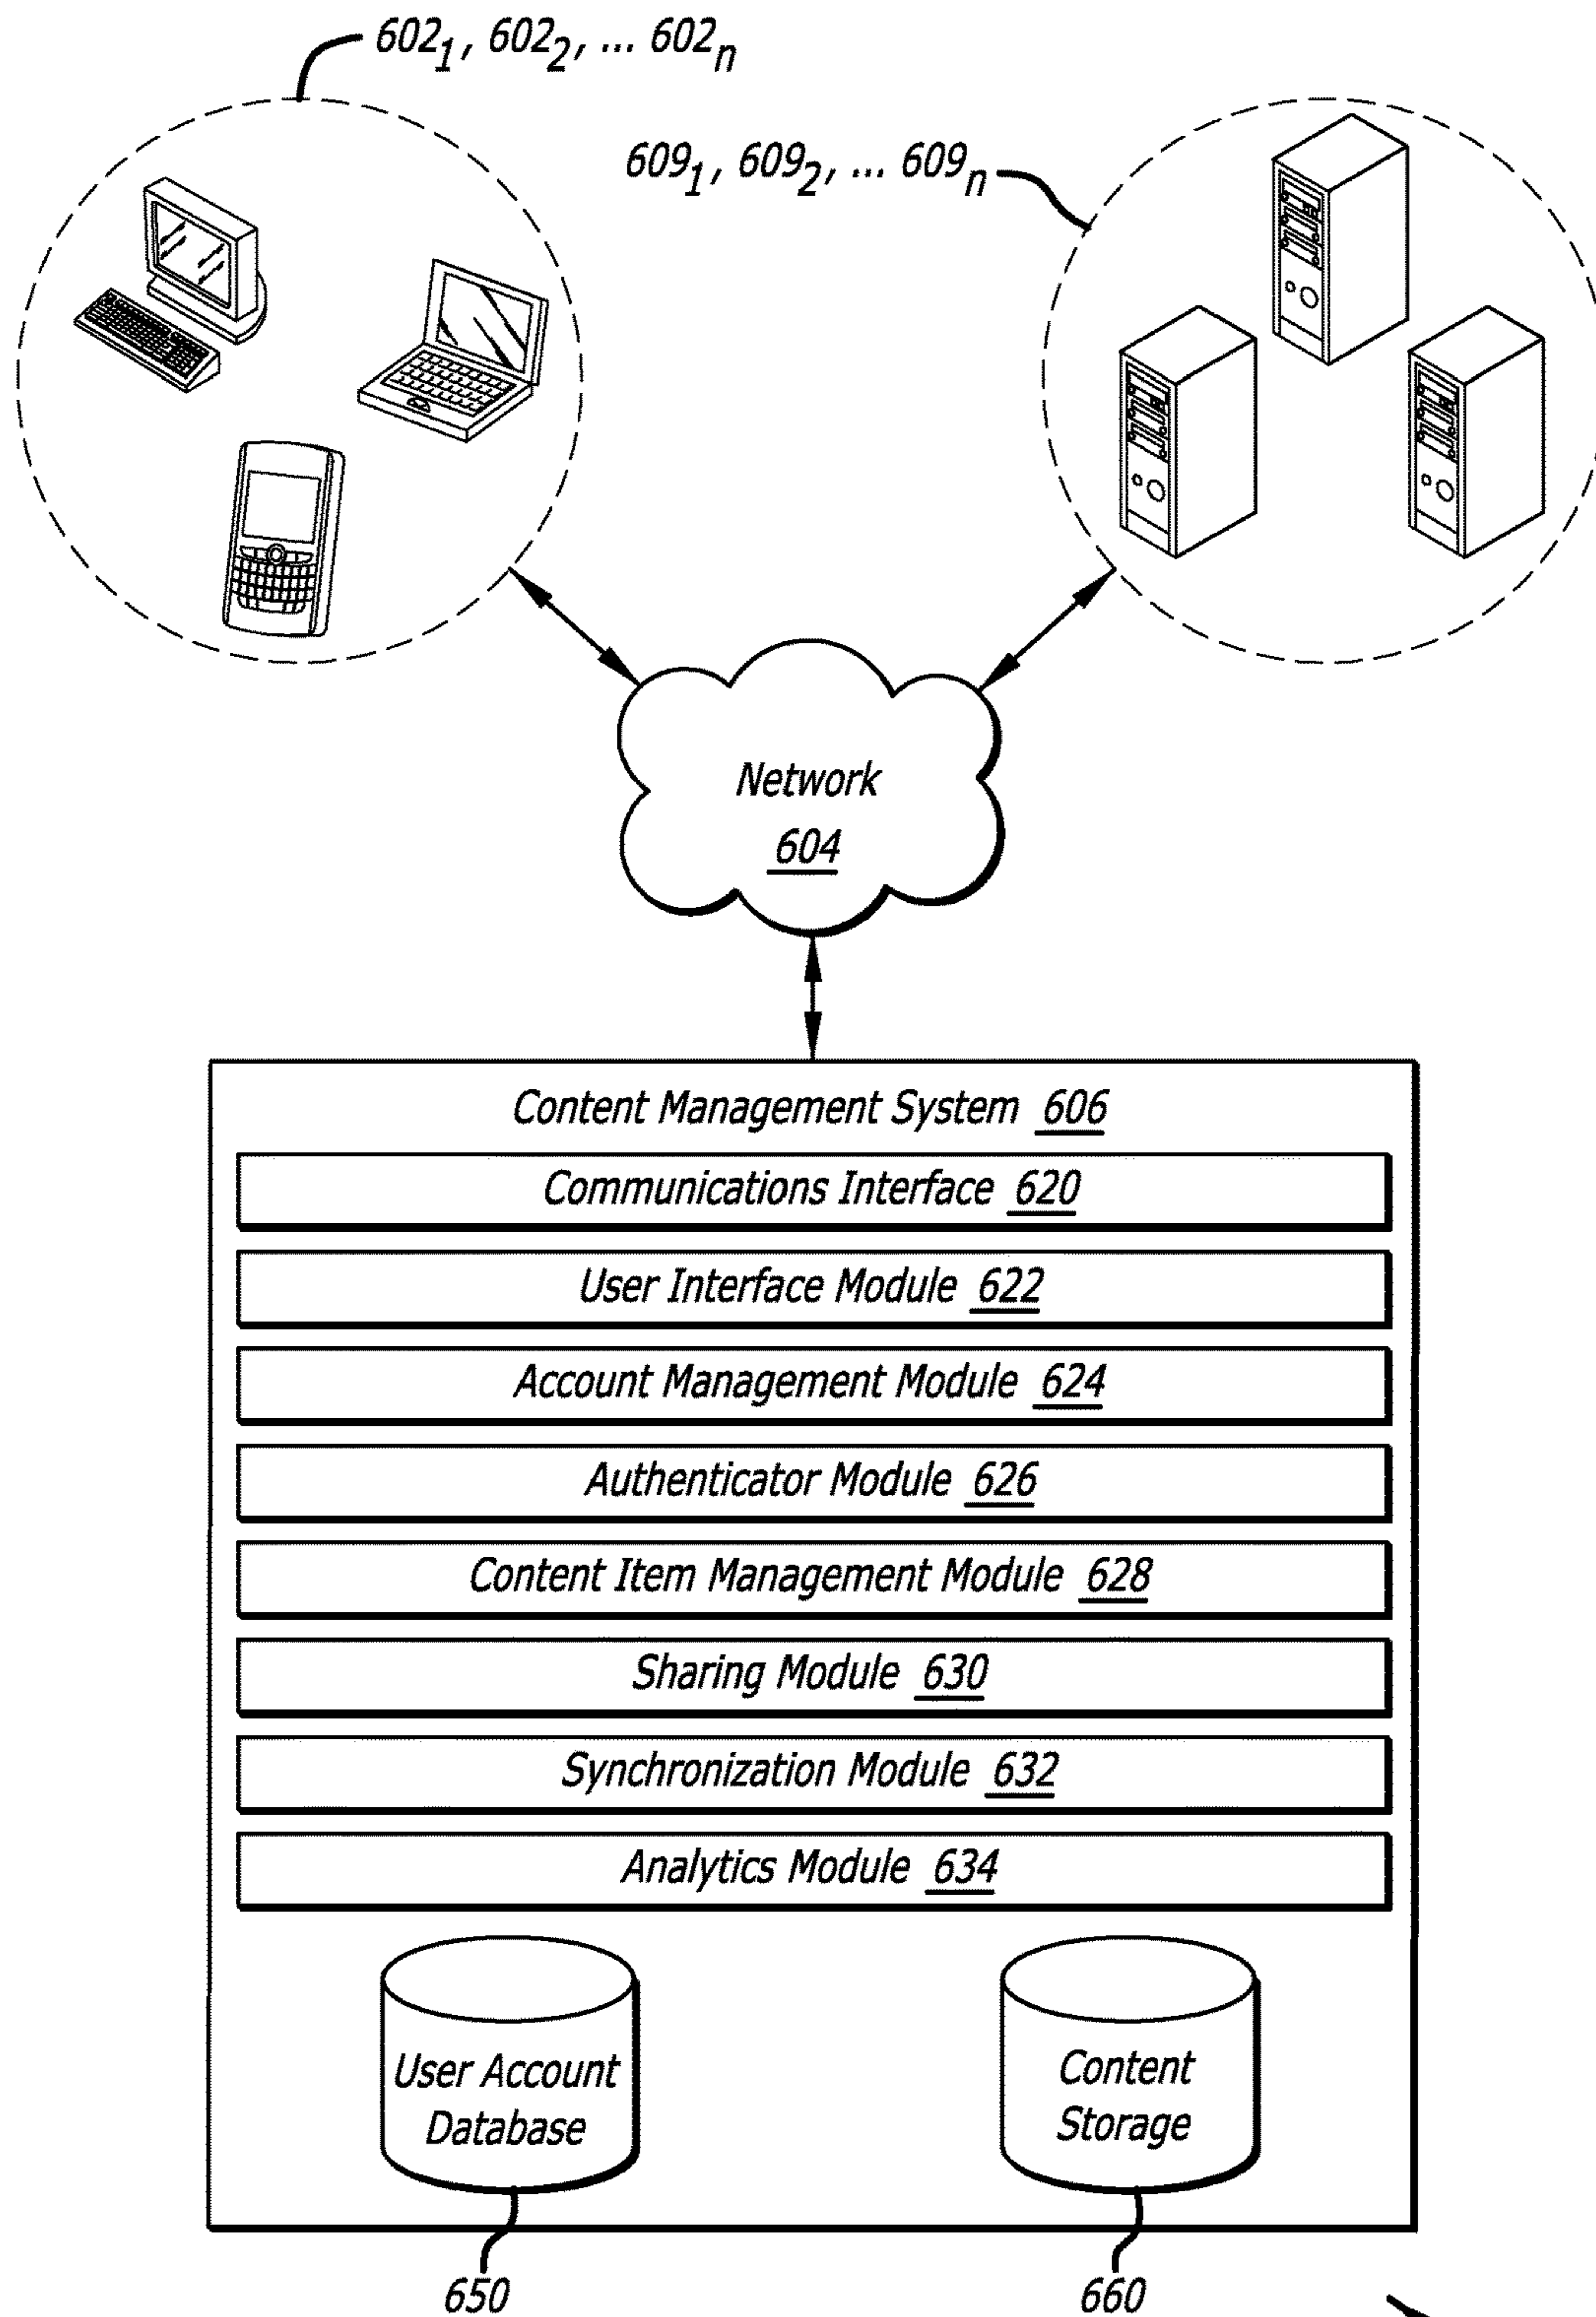 602₁, 602₂, ... 602ₙ
609₁, 609₂, ... 609ₙ
Network
604
Content Management System 606
Communications Interface 620
User Interface Module 622
Account Management Module 624
Authenticator Module 626
Content Item Management Module 628
Sharing Module 630
Synchronization Module 632
Analytics Module 634
User Account
Database
Content
Storage
650
660